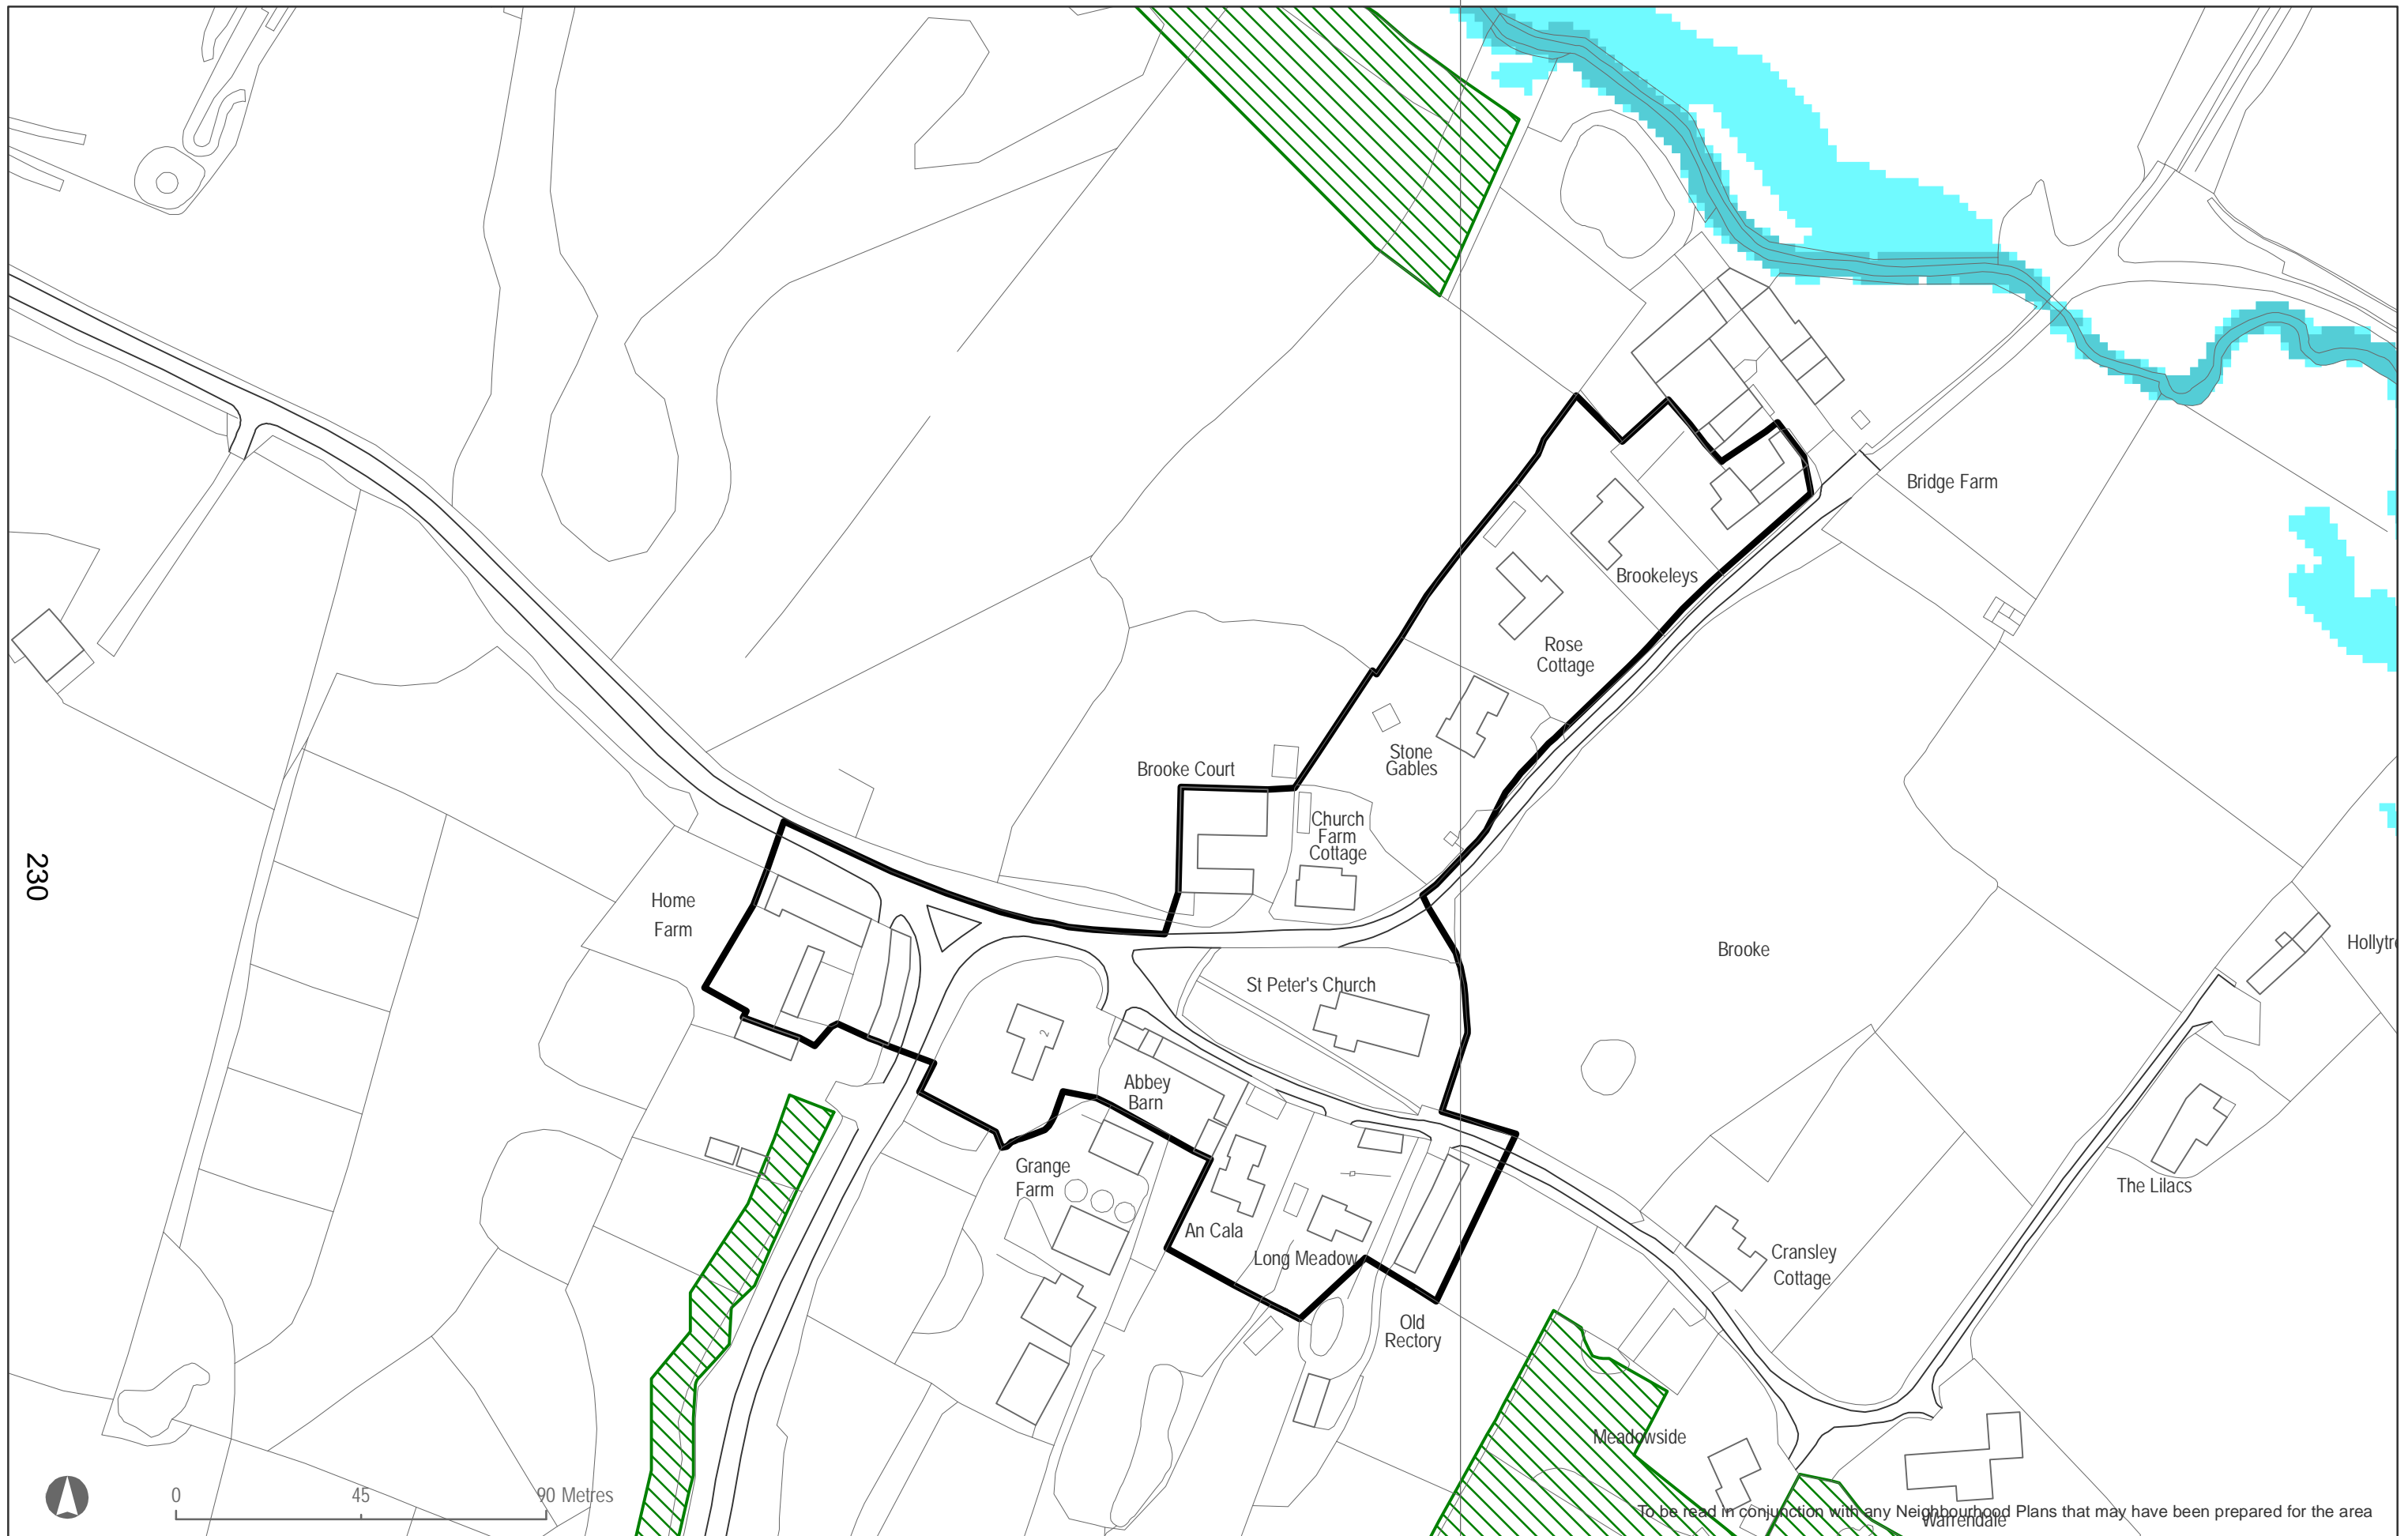 Bridge Farm
Brookeleys
Rose
Cottage
Stone
Gables
Brooke Court
Church
Farm
Cottage
230
Home
Farm
Brooke
St Peter's Church
2
Abbey
Barn
Grange
Farm
An Cala
Long Meadow
Old
Rectory
Cransley
Cottage
The Lilacs
Meadowside
0 45 90 Metres
To be read in conjunction with any Neighbourhood Plans that may have been prepared for the area
Warrendale